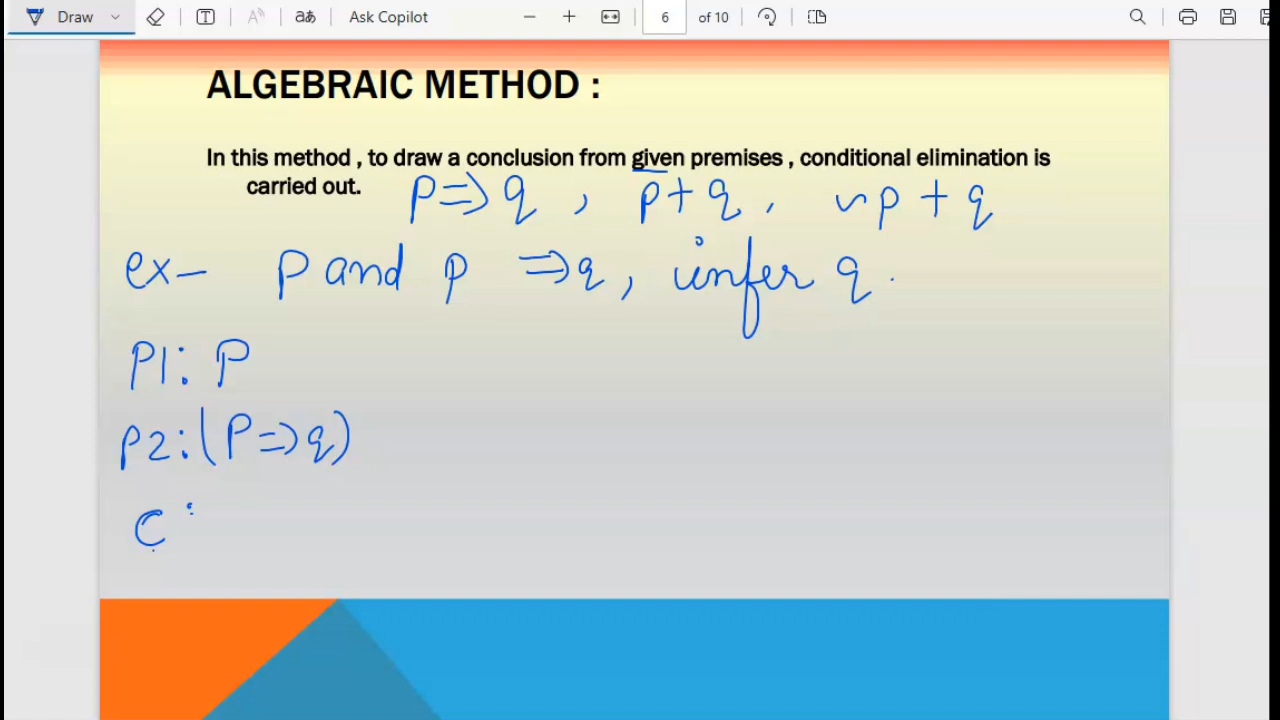 Draw Ask Copilot 6 of 10
ALGEBRAIC METHOD :
In this method , to draw a conclusion from given premises , conditional elimination is
carried out.
p => q , p + q , ~p + q
ex- P and p => q, infer q.
P1: P
P2: (P => q)
C :